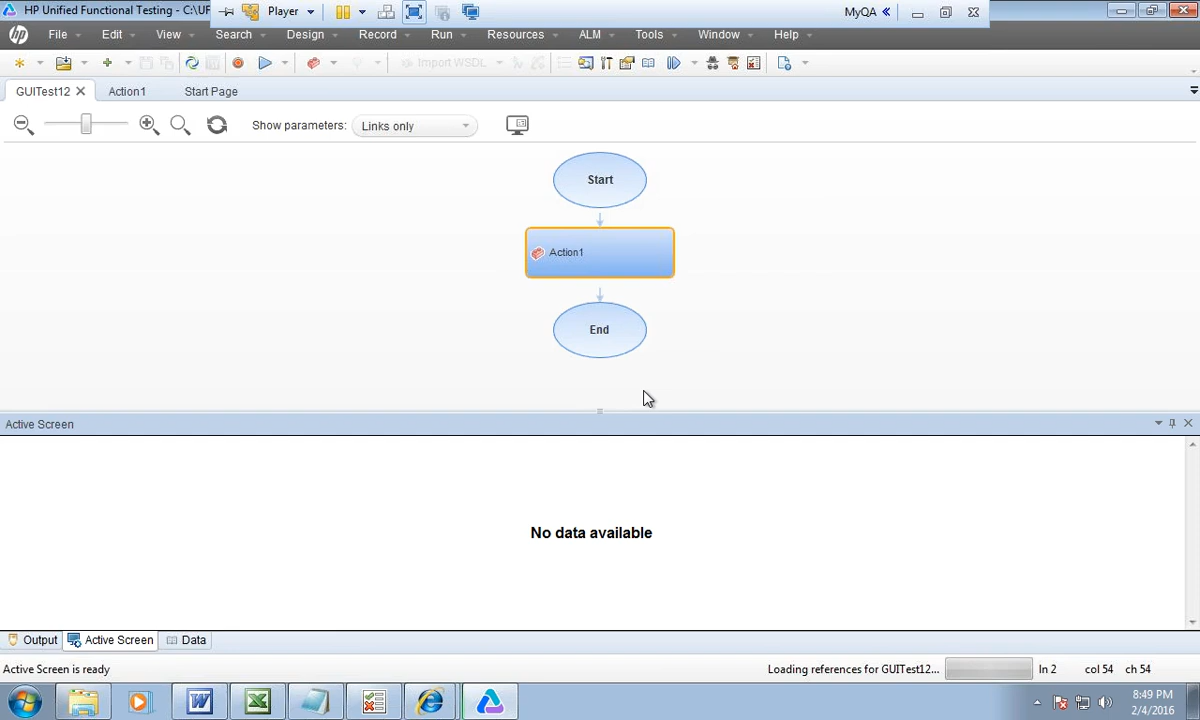 HP Unified Functional Testing - C:\UF
Player
MyQA
hp
File
Edit
View
Search
Design
Record
Run
Resources
ALM
Tools
Window
Help
Import WSDL
GUITest12
Action1
Start Page
Show parameters:
Links only
Start
Action1
End
Active Screen
No data available
Output
Active Screen
Data
Active Screen is ready
Loading references for GUITest12...
ln 2
col 54
ch 54
8:49 PM
2/4/2016